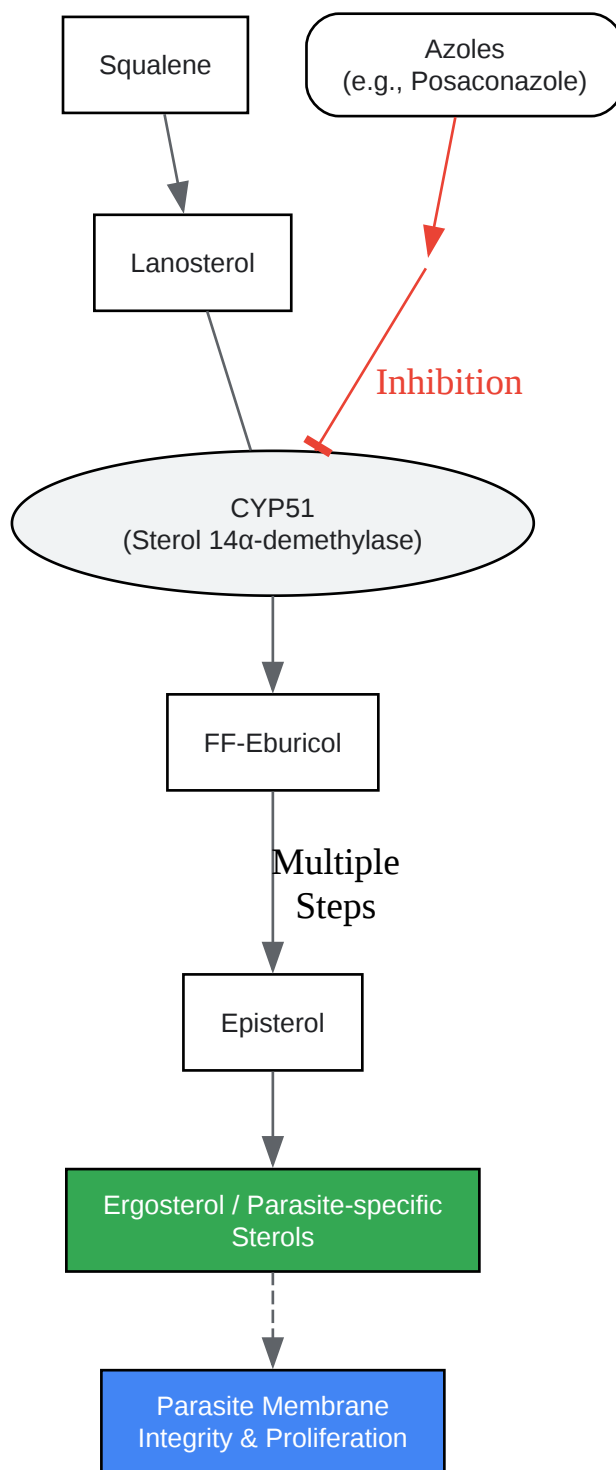 Squalene
Azoles
(e.g., Posaconazole)
Lanosterol
Inhibition
CYP51
(Sterol 14α-demethylase)
FF-Eburicol
Multiple
Steps
Episterol
Ergosterol / Parasite-specific
Sterols
Parasite Membrane
Integrity & Proliferation